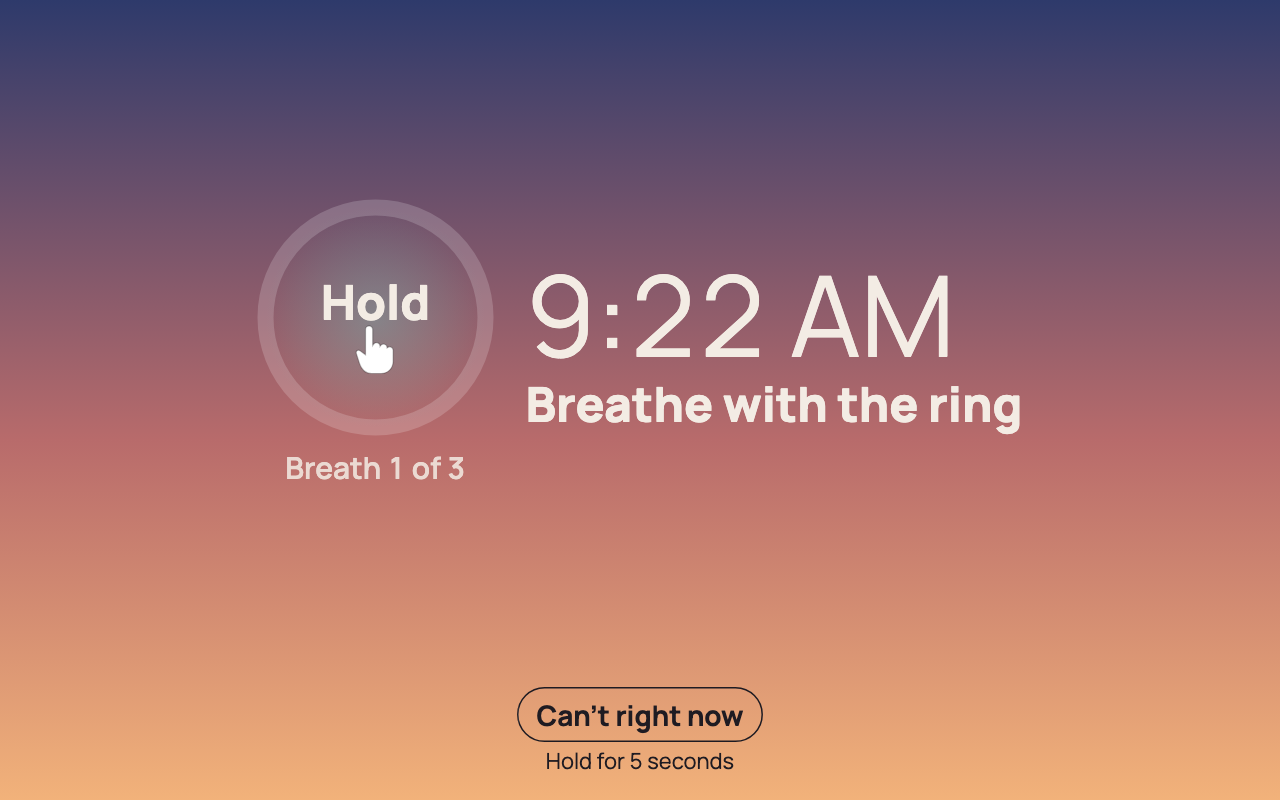 Hold
Breath 1 of 3
9:22 AM
Breathe with the ring
Can’t right now
Hold for 5 seconds